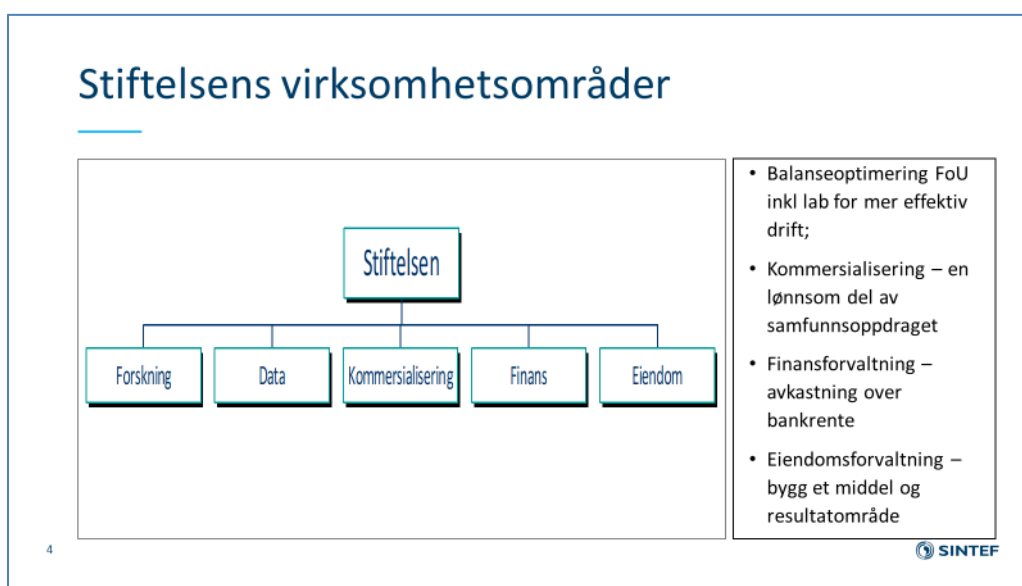 Stiftelsens virksomhetsområder
Stiftelsen
Forskning
Data
Kommersialisering
Finans
Eiendom
• Balanseoptimering FoU
inkl lab for mer effektiv
drift;
• Kommersialisering – en
lønnsom del av
samfunnsoppdraget
• Finansforvaltning –
avkastning over
bankrente
• Eiendomsforvaltning –
bygg et middel og
resultatområde
4
SINTEF